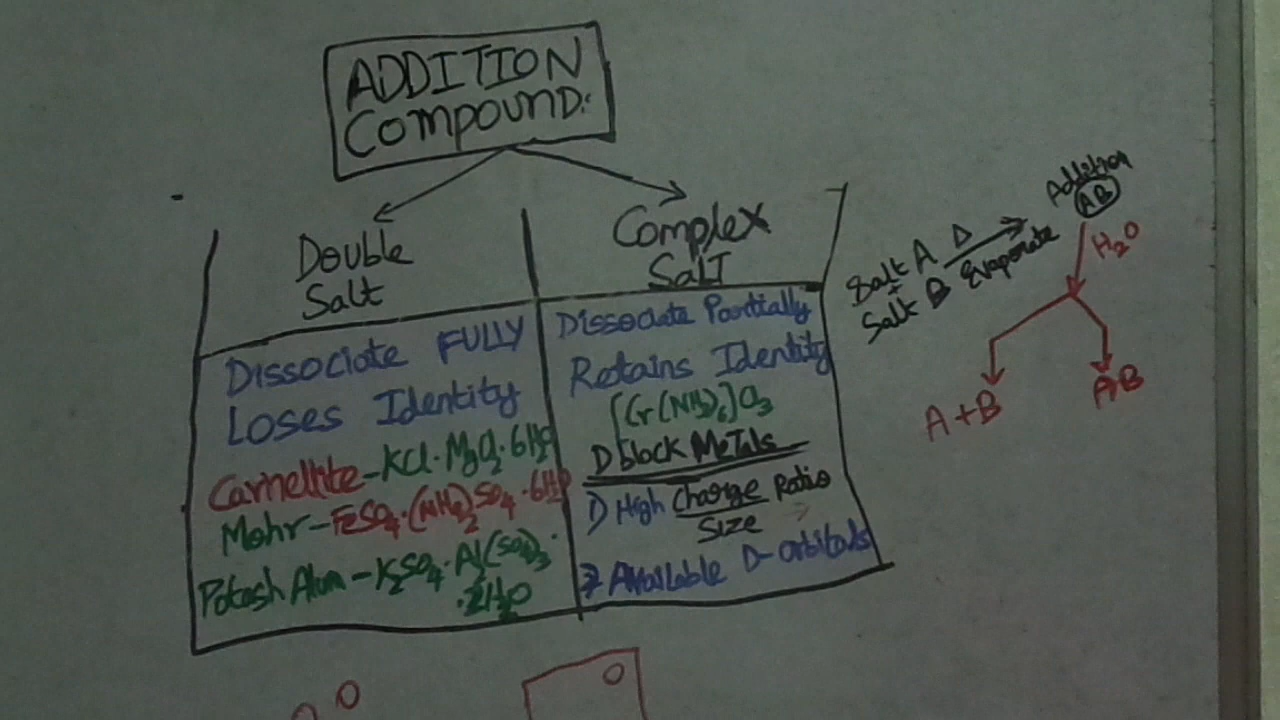 ADDITION
COMPOUND:
Double
Salt
Complex
SalT
Dissociate FULLY
Loses Identity
Carnellite - KCl·MgCl₂·6H₂O
Mohr - FeSO₄·(NH₄)₂SO₄·6H₂O
Potash Alum - K₂SO₄·Al₂(SO₄)₃·
Dissociate Partially
Retains Identity
[Cr(NH₃)₆]Cl₃
D block Metals
1) High Charge Ratio
Size
Available D-orbitals
Salt A Δ
+
Salt B Evaporate
Addition
AB
H₂O
A+B
AB